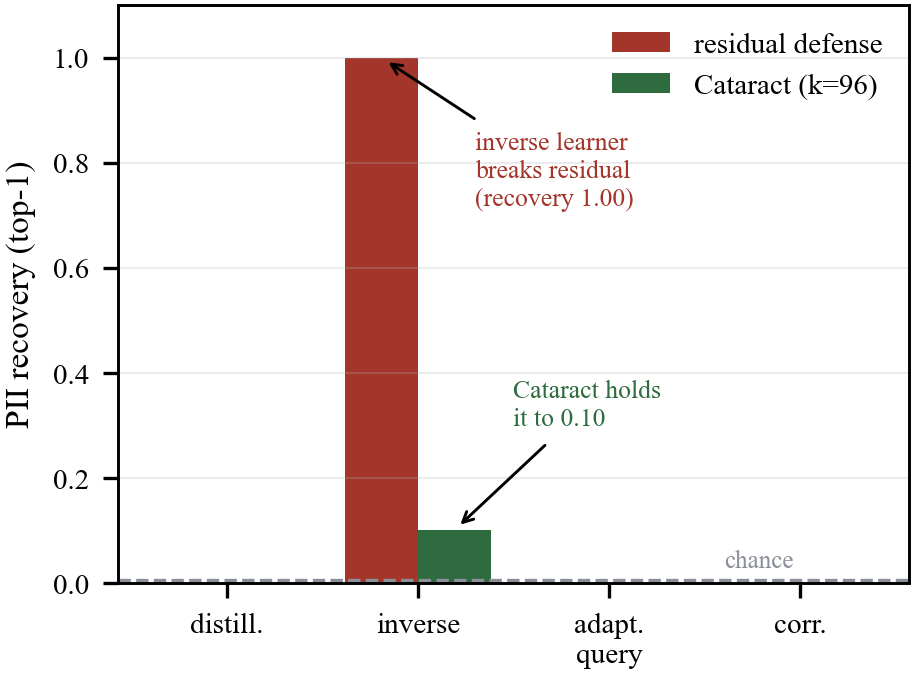 residual defense
Cataract (k=96)
inverse learner
breaks residual
(recovery 1.00)
Cataract holds
it to 0.10
chance
PII recovery (top-1)
1.0
0.8
0.6
0.4
0.2
0.0
distill.
inverse
adapt.
query
corr.